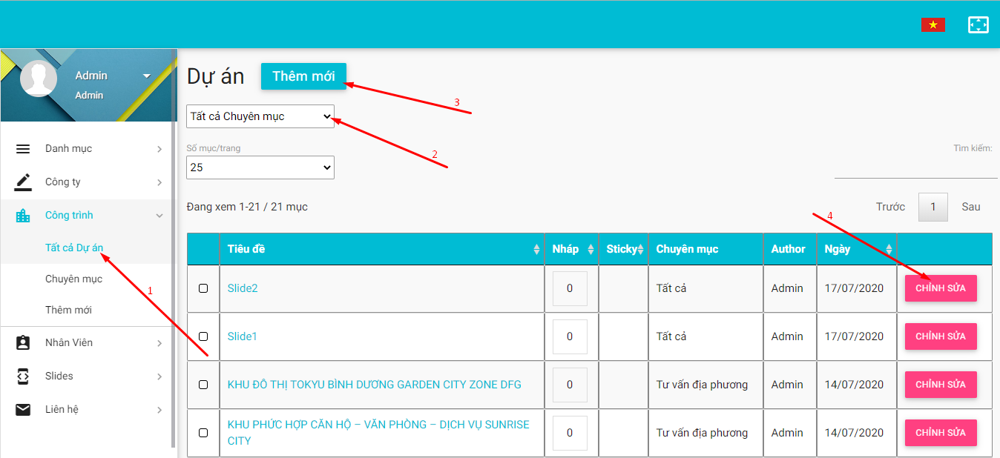 Admin
Admin
Danh mục
Công ty
Công trình
Tất cả Dự án
Chuyên mục
Thêm mới
Nhân Viên
Slides
Liên hệ
1
Dự án Thêm mới
3
Tất cả Chuyên mục
2
Số mục/trang Tìm kiếm:
25
Đang xem 1-21 / 21 mục Trước 1 Sau
4
Tiêu đề Nháp Sticky Chuyên mục Author Ngày
Slide2 0 Tất cả Admin 17/07/2020 CHỈNH SỬA
Slide1 0 Tất cả Admin 17/07/2020 CHỈNH SỬA
KHU ĐÔ THỊ TOKYU BÌNH DƯƠNG GARDEN CITY ZONE DFG 0 Tư vấn địa phương Admin 14/07/2020 CHỈNH SỬA
KHU PHỨC HỢP CĂN HỘ – VĂN PHÒNG – DỊCH VỤ SUNRISE
CITY 0 Tư vấn địa phương Admin 14/07/2020 CHỈNH SỬA